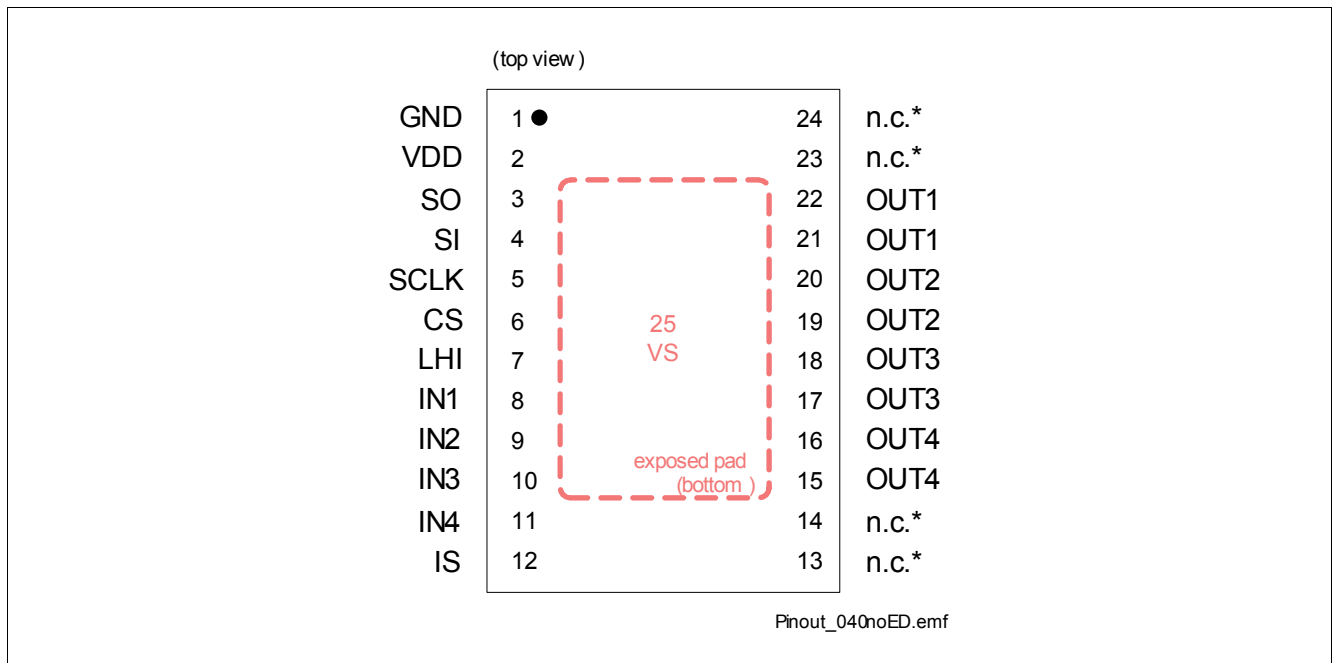 (top view )
GND 1 24 n.c.*
VDD 2 23 n.c.*
SO 3 22 OUT1
SI 4 21 OUT1
SCLK 5 20 OUT2
CS 6 19 OUT2
25
VS
LHI 7 18 OUT3
IN1 8 17 OUT3
IN2 9 16 OUT4
exposed pad
(bottom )
IN3 10 15 OUT4
IN4 11 14 n.c.*
IS 12 13 n.c.*
Pinout_040noED.emf